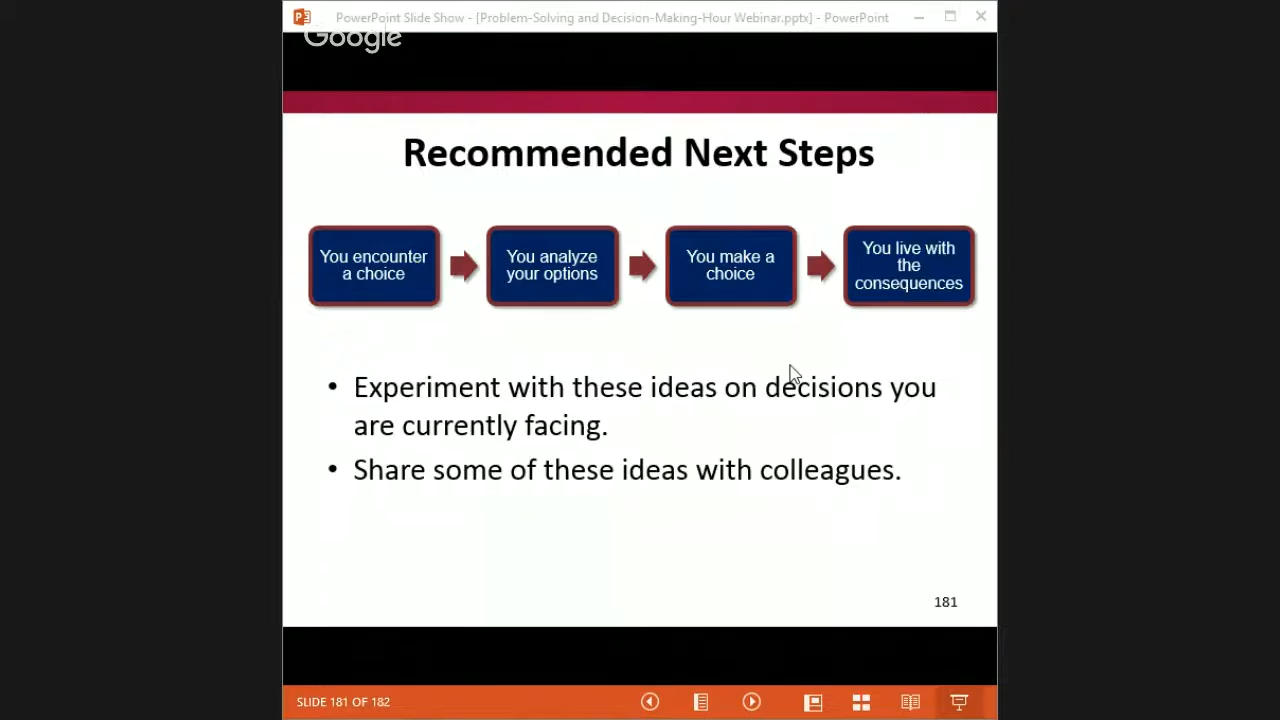 PowerPoint Slide Show - [Problem-Solving and Decision-Making-Hour Webinar.pptx] - PowerPoint
Google
Recommended Next Steps
You encounter
a choice
You analyze
your options
You make a
choice
You live with
the
consequences
• Experiment with these ideas on decisions you
are currently facing.
• Share some of these ideas with colleagues.
181
SLIDE 181 OF 182